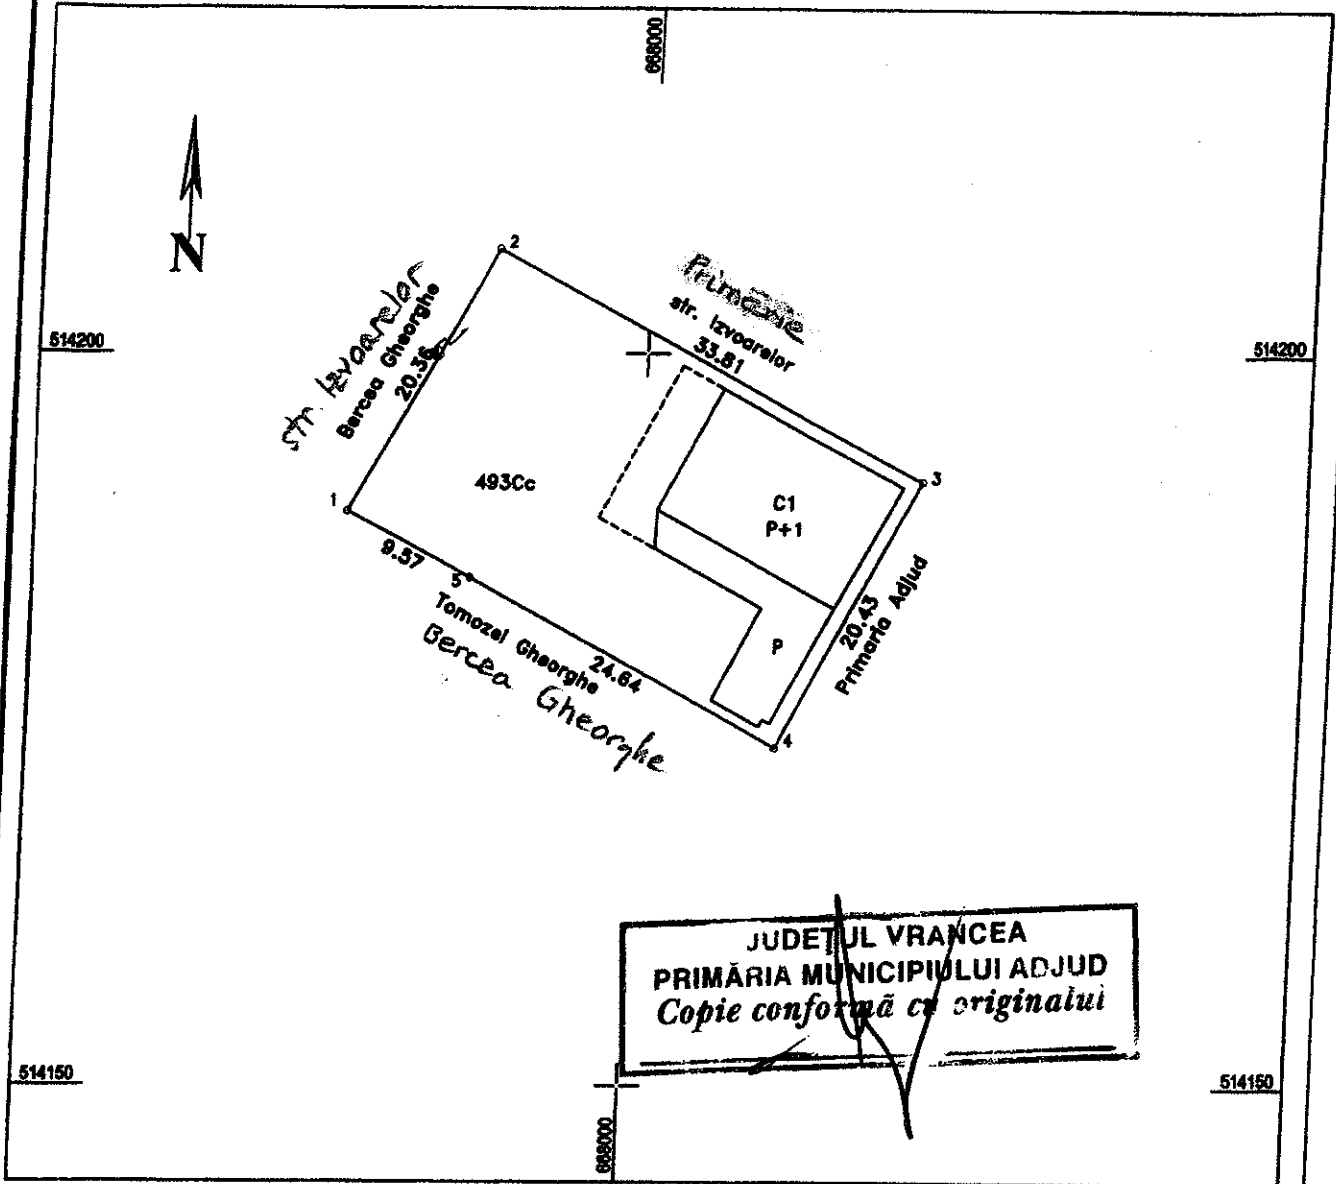 668000
N
2
str. Izvoarelor
Bercea Gheorghe
20.36
Primărie
str. Izvoarelor
33.81
514200
514200
3
493Cc
C1
P+1
1
9.57
5
Tomozei Gheorghe
24.64
Bercea Gheorghe
P
20.43
Primaria Adjud
4
JUDEŢUL VRANCEA
PRIMĂRIA MUNICIPIULUI ADJUD
Copie conformă cu originalul
514150
514150
668000